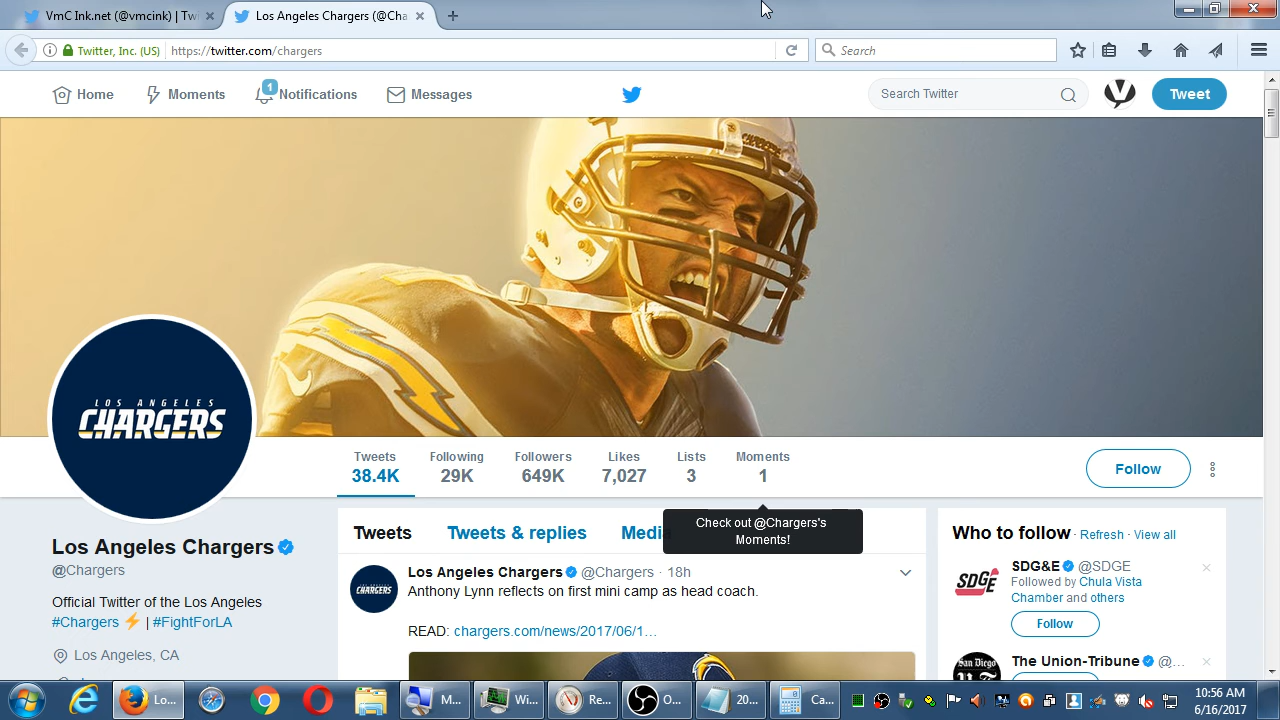 VmC Ink.net (@vmcink) | Tw
Los Angeles Chargers (@Cha
Twitter, Inc. (US)
https://twitter.com/chargers
Search
Home
Moments
1
Notifications
Messages
Search Twitter
Tweet
LOS ANGELES
CHARGERS
Tweets
38.4K
Following
29K
Followers
649K
Likes
7,027
Lists
3
Moments
1
Follow
Check out @Chargers's
Moments!
Los Angeles Chargers
@Chargers
Official Twitter of the Los Angeles
#Chargers ⚡ | #FightForLA
Los Angeles, CA
Tweets
Tweets & replies
Medi
CHARGERS
Los Angeles Chargers @Chargers · 18h
Anthony Lynn reflects on first mini camp as head coach.
READ: chargers.com/news/2017/06/1…
Who to follow · Refresh · View all
SDGE
SDG&E @SDGE
Followed by Chula Vista
Chamber and others
Follow
San Diego
The Union-Tribune @...
Lo...
M...
Wi...
Re...
O...
20...
Ca...
10:56 AM
6/16/2017